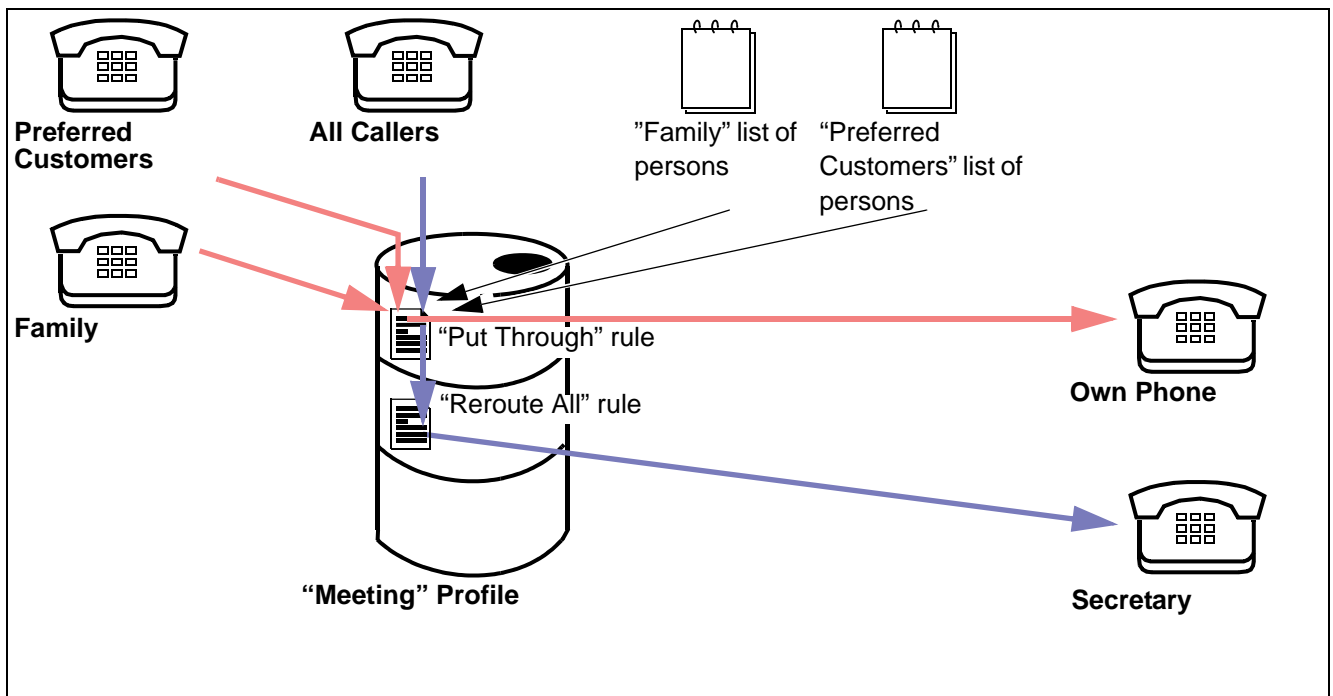 Preferred
Customers
All Callers
”Family” list of
persons
“Preferred
Customers” list of
persons
Family
“Put Through” rule
Own Phone
“Reroute All” rule
“Meeting” Profile
Secretary